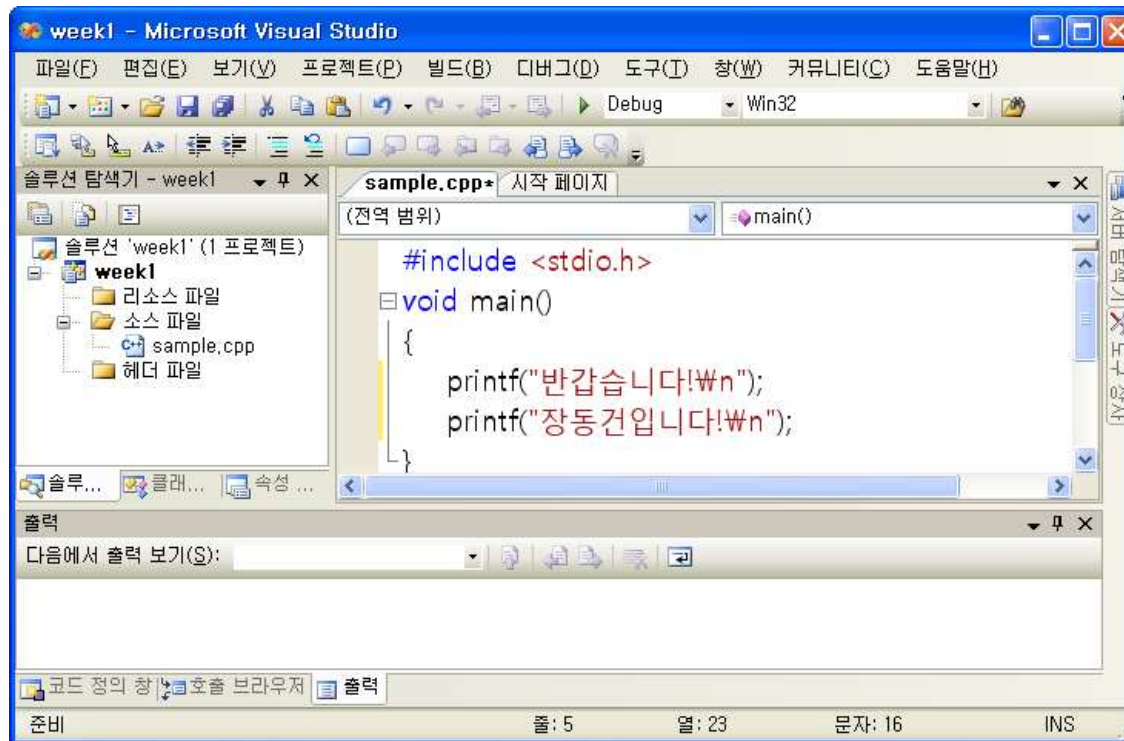 week1 - Microsoft Visual Studio
파일(F) 편집(E) 보기(V) 프로젝트(P) 빌드(B) 디버그(D) 도구(T) 창(W) 커뮤니티(C) 도움말(H)
Debug Win32
솔루션 탐색기 - week1
sample.cpp* 시작 페이지
(전역 범위) main()
솔루션 'week1' (1 프로젝트)
week1
리소스 파일
소스 파일
sample.cpp
헤더 파일
#include <stdio.h>
void main()
{
printf("반갑습니다!₩n");
printf("장동건입니다!₩n");
}
솔루... 클래... 속성 ...
출력
다음에서 출력 보기(S):
코드 정의 창 호출 브라우저 출력
준비 줄: 5 열: 23 문자: 16 INS